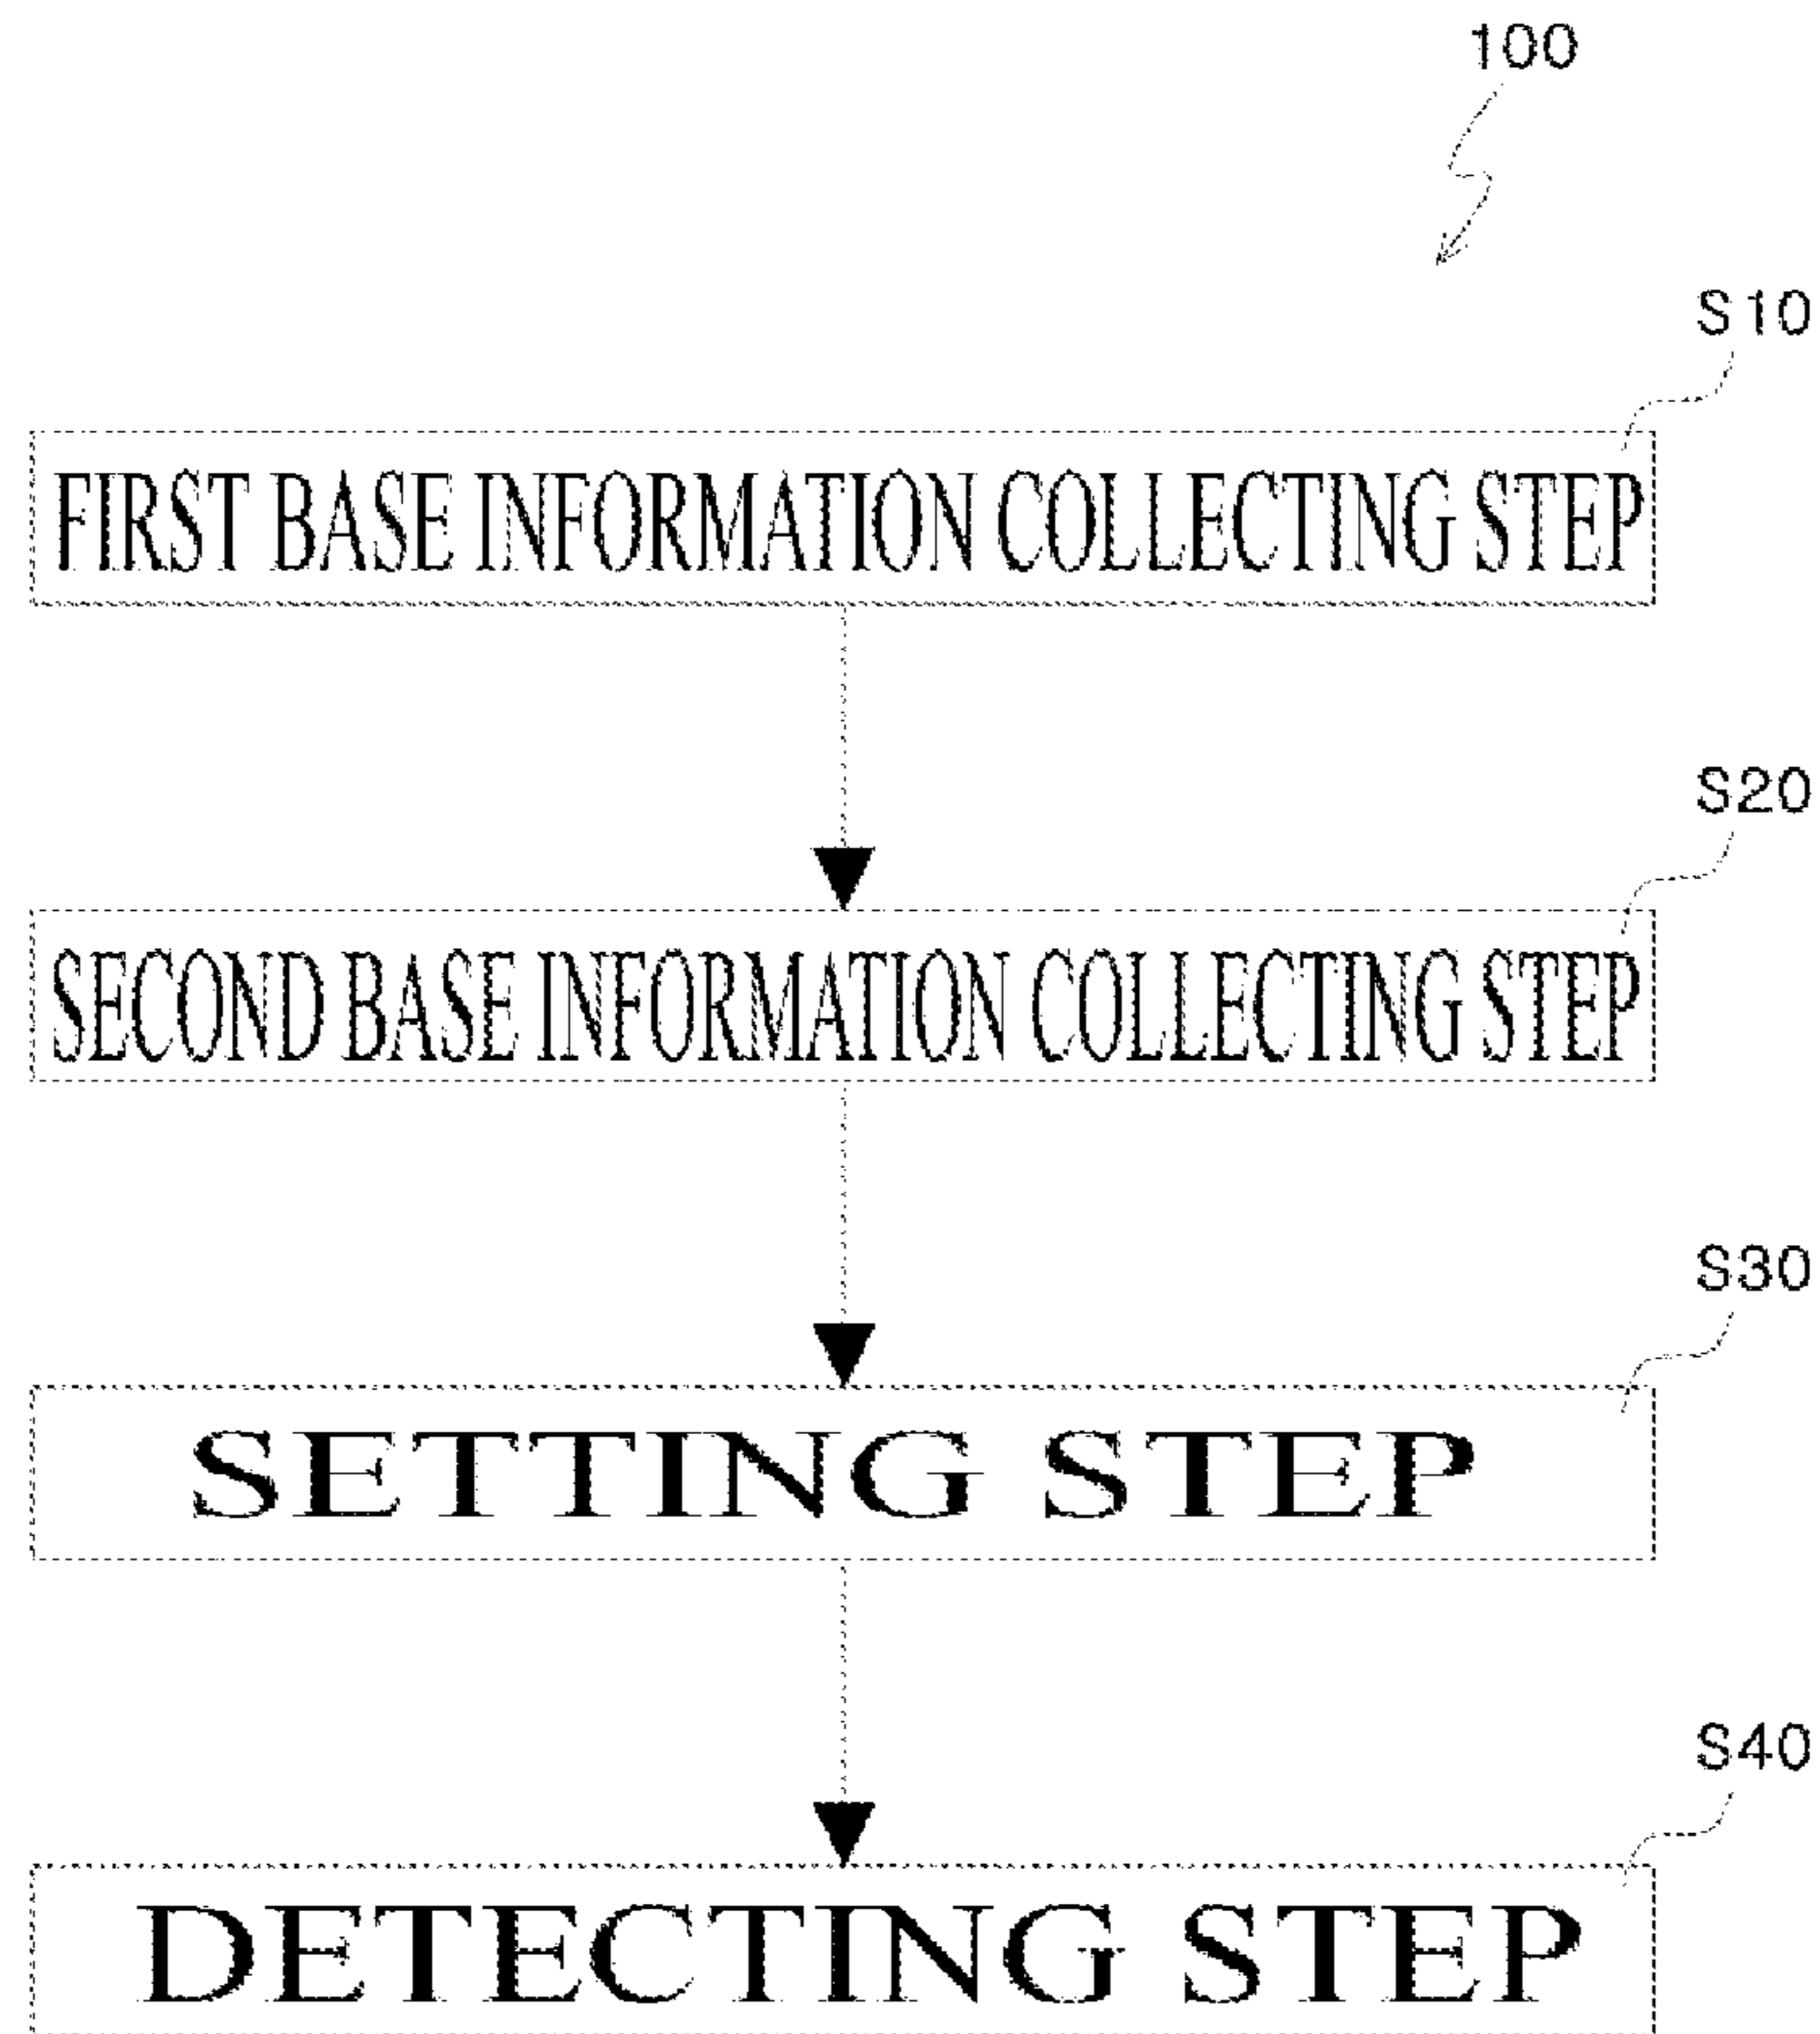 100
S10
FIRST BASE INFORMATION COLLECTING STEP
S20
SECOND BASE INFORMATION COLLECTING STEP
S30
SETTING STEP
S40
DETECTING STEP